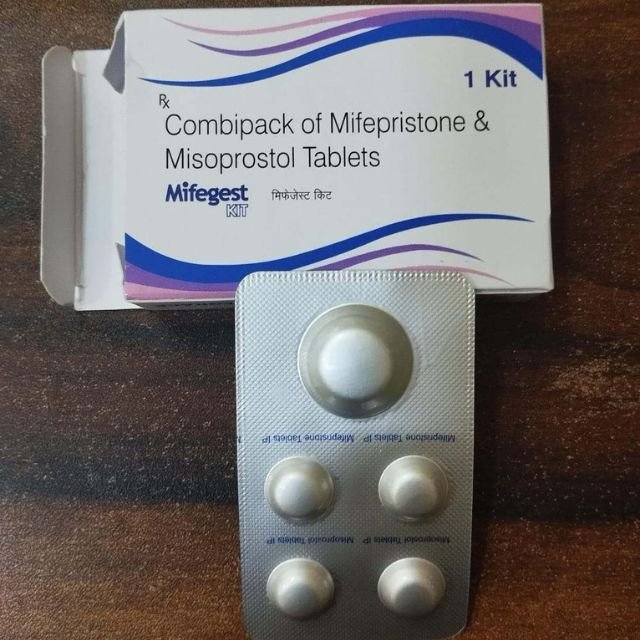 1 Kit
Rx
Combipack of Mifepristone &
Misoprostol Tablets
Mifegest
KIT
मिफेजेस्ट किट
Mifepristone Tablets IP Mifepristone Tablets IP
Misoprostol Tablets IP Misoprostol Tablets IP